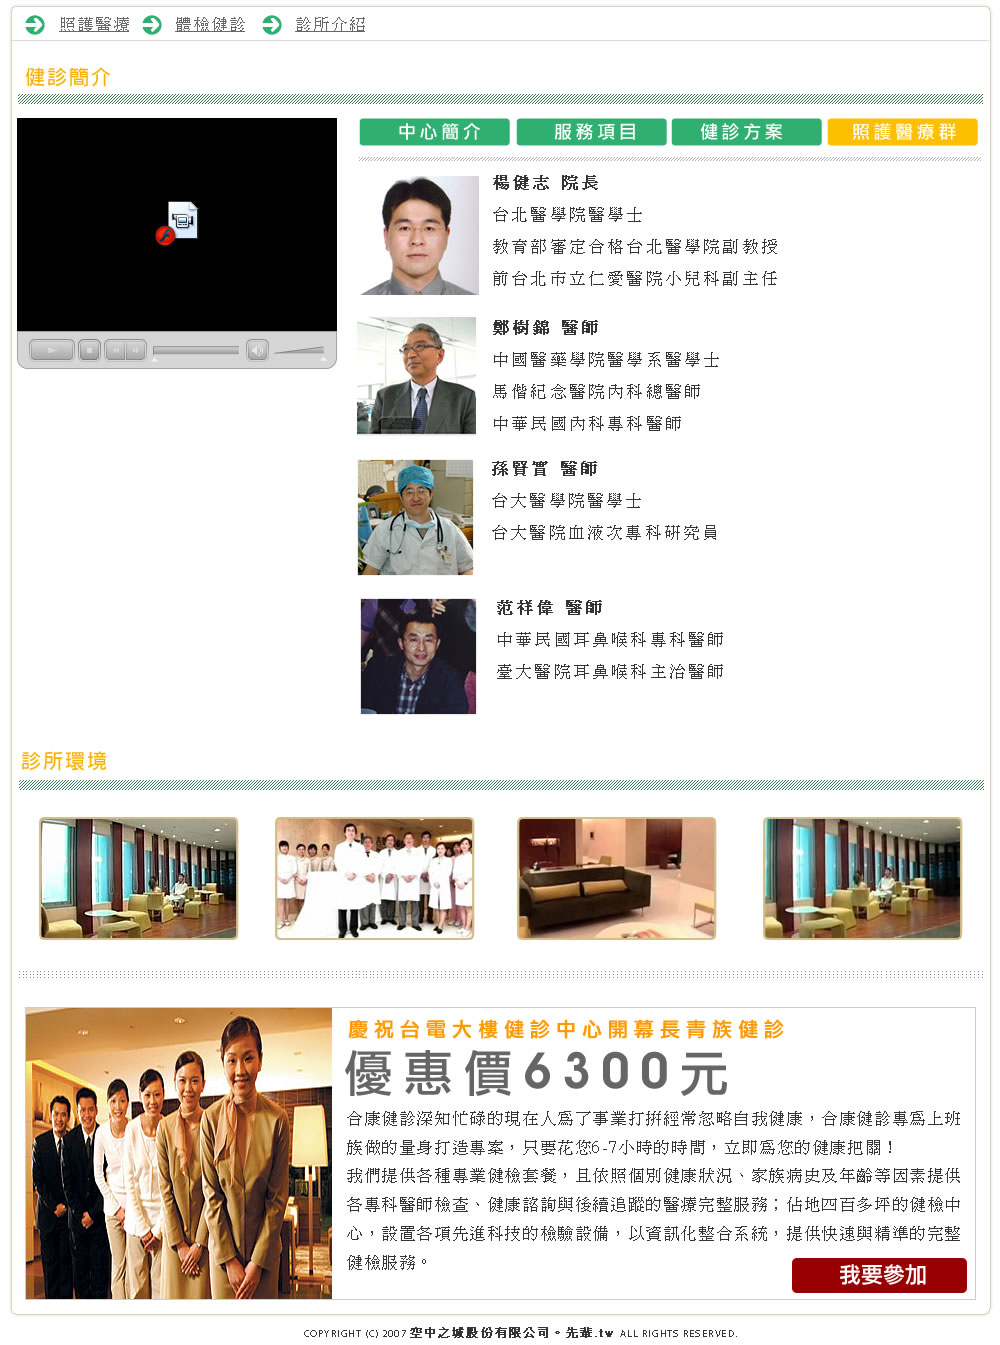 照護醫療 體檢健診 診所介紹
健診簡介
中心簡介 服務項目 健診方案 照護醫療群
楊健志 院長
台北醫學院醫學士
教育部審定合格台北醫學院副教授
前台北市立仁愛醫院小兒科副主任
鄭樹錦 醫師
中國醫藥學院醫學系醫學士
馬偕紀念醫院內科總醫師
中華民國內科專科醫師
孫賢實 醫師
台大醫學院醫學士
台大醫院血液次專科研究員
范祥偉 醫師
中華民國耳鼻喉科專科醫師
臺大醫院耳鼻喉科主治醫師
診所環境
慶祝台電大樓健診中心開幕長青族健診
優惠價6300元
合康健診深知忙碌的現在人為了事業打拚經常忽略自我健康，合康健診專為上班
族做的量身打造專案，只要花您6-7小時的時間，立即為您的健康把關！
我們提供各種專業健檢套餐，且依照個別健康狀況、家族病史及年齡等因素提供
各專科醫師檢查、健康諮詢與後續追蹤的醫療完整服務；佔地四百多坪的健檢中
心，設置各項先進科技的檢驗設備，以資訊化整合系統，提供快速與精準的完整
健檢服務。
我要參加
COPYRIGHT (C) 2007 空中之城股份有限公司。先輩.tw ALL RIGHTS RESERVED.